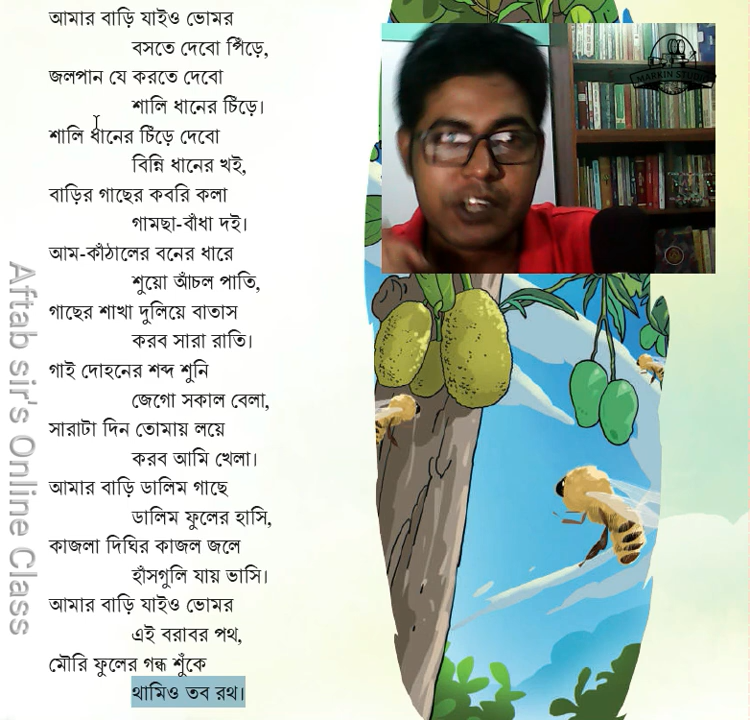 আমার বাড়ি যাইও ভোমর
বসতে দেবো পিঁড়ে,
জলপান যে করতে দেবো
শালি ধানের চিঁড়ে।
শালি ধানের চিঁড়ে দেবো
বিন্নি ধানের খই,
বাড়ির গাছের কবরি কলা
গামছা-বাঁধা দই।
আম-কাঁঠালের বনের ধারে
শুয়ো আঁচল পাতি,
গাছের শাখা দুলিয়ে বাতাস
করব সারা রাতি।
গাই দোহনের শব্দ শুনি
জেগো সকাল বেলা,
সারাটা দিন তোমায় লয়ে
করব আমি খেলা।
আমার বাড়ি ডালিম গাছে
ডালিম ফুলের হাসি,
কাজলা দিঘির কাজল জলে
হাঁসগুলি যায় ভাসি।
আমার বাড়ি যাইও ভোমর
এই বরাবর পথ,
মৌরি ফুলের গন্ধ শুঁকে
থামিও তব রথ।
Aftab sir's Online Class
MARKIN STUDIO